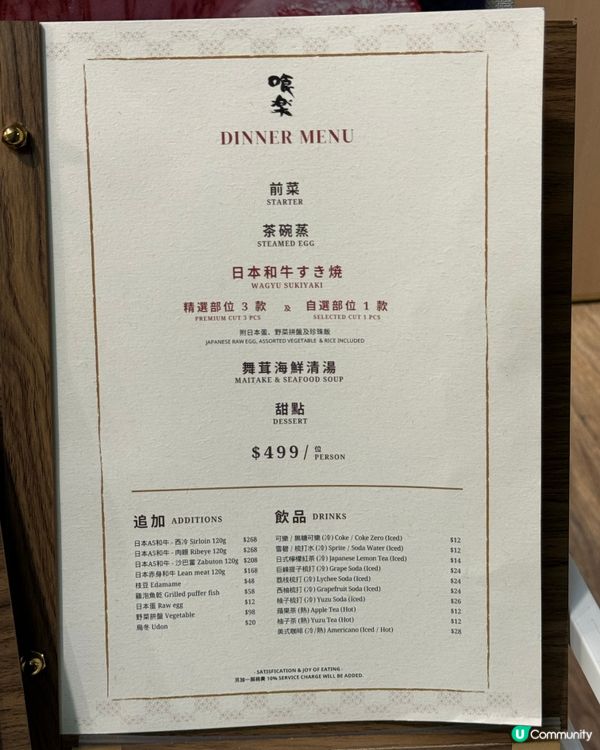 喰楽
DINNER MENU
前菜
STARTER
茶碗蒸
STEAMED EGG
日本和牛すき燒
WAGYU SUKIYAKI
精選部位 3 款 & 自選部位 1 款
PREMIUM CUT 3 PCS SELECTED CUT 1 PCS
附日本蛋、野菜拼盤及珍珠飯
JAPANESE RAW EGG, ASSORTED VEGETABLE & RICE INCLUDED
舞茸海鮮清湯
MAITAKE & SEAFOOD SOUP
甜點
DESSERT
$499/ 位 PERSON
追加 ADDITIONS
日本A5和牛 - 西冷 Sirloin 120g $268
日本A5和牛 - 肉眼 Ribeye 120g $268
日本A5和牛 - 沙巴當 Zabuton 120g $208
日本赤身和牛 Lean meat 120g $168
枝豆 Edamame $48
雞泡魚乾 Grilled puffer fish $58
日本蛋 Raw egg $12
野菜拼盤 Vegetable $98
烏冬 Udon $20
飲品 DRINKS
可樂 / 無糖可樂 (冷) Coke / Coke Zero (Iced) $12
雪碧 / 梳打水 (冷) Sprite / Soda Water (Iced) $12
日式檸檬紅茶 (冷) Japanese Lemon Tea (Iced) $14
巨峰提子梳打 (冷) Grape Soda (Iced) $24
荔枝梳打 (冷) Lychee Soda (Iced) $24
西柚梳打 (冷) Grapefruit Soda (Iced) $24
柚子梳打 (冷) Yuzu Soda (Iced) $26
蘋果茶 (熱) Apple Tea (Hot) $12
柚子茶 (熱) Yuzu Tea (Hot) $12
美式咖啡 (冷/熱) Americano (Iced / Hot) $28
- SATISFICATION & JOY OF EATING -
另加一服務費 10% SERVICE CHARGE WILL BE ADDED.
U Community